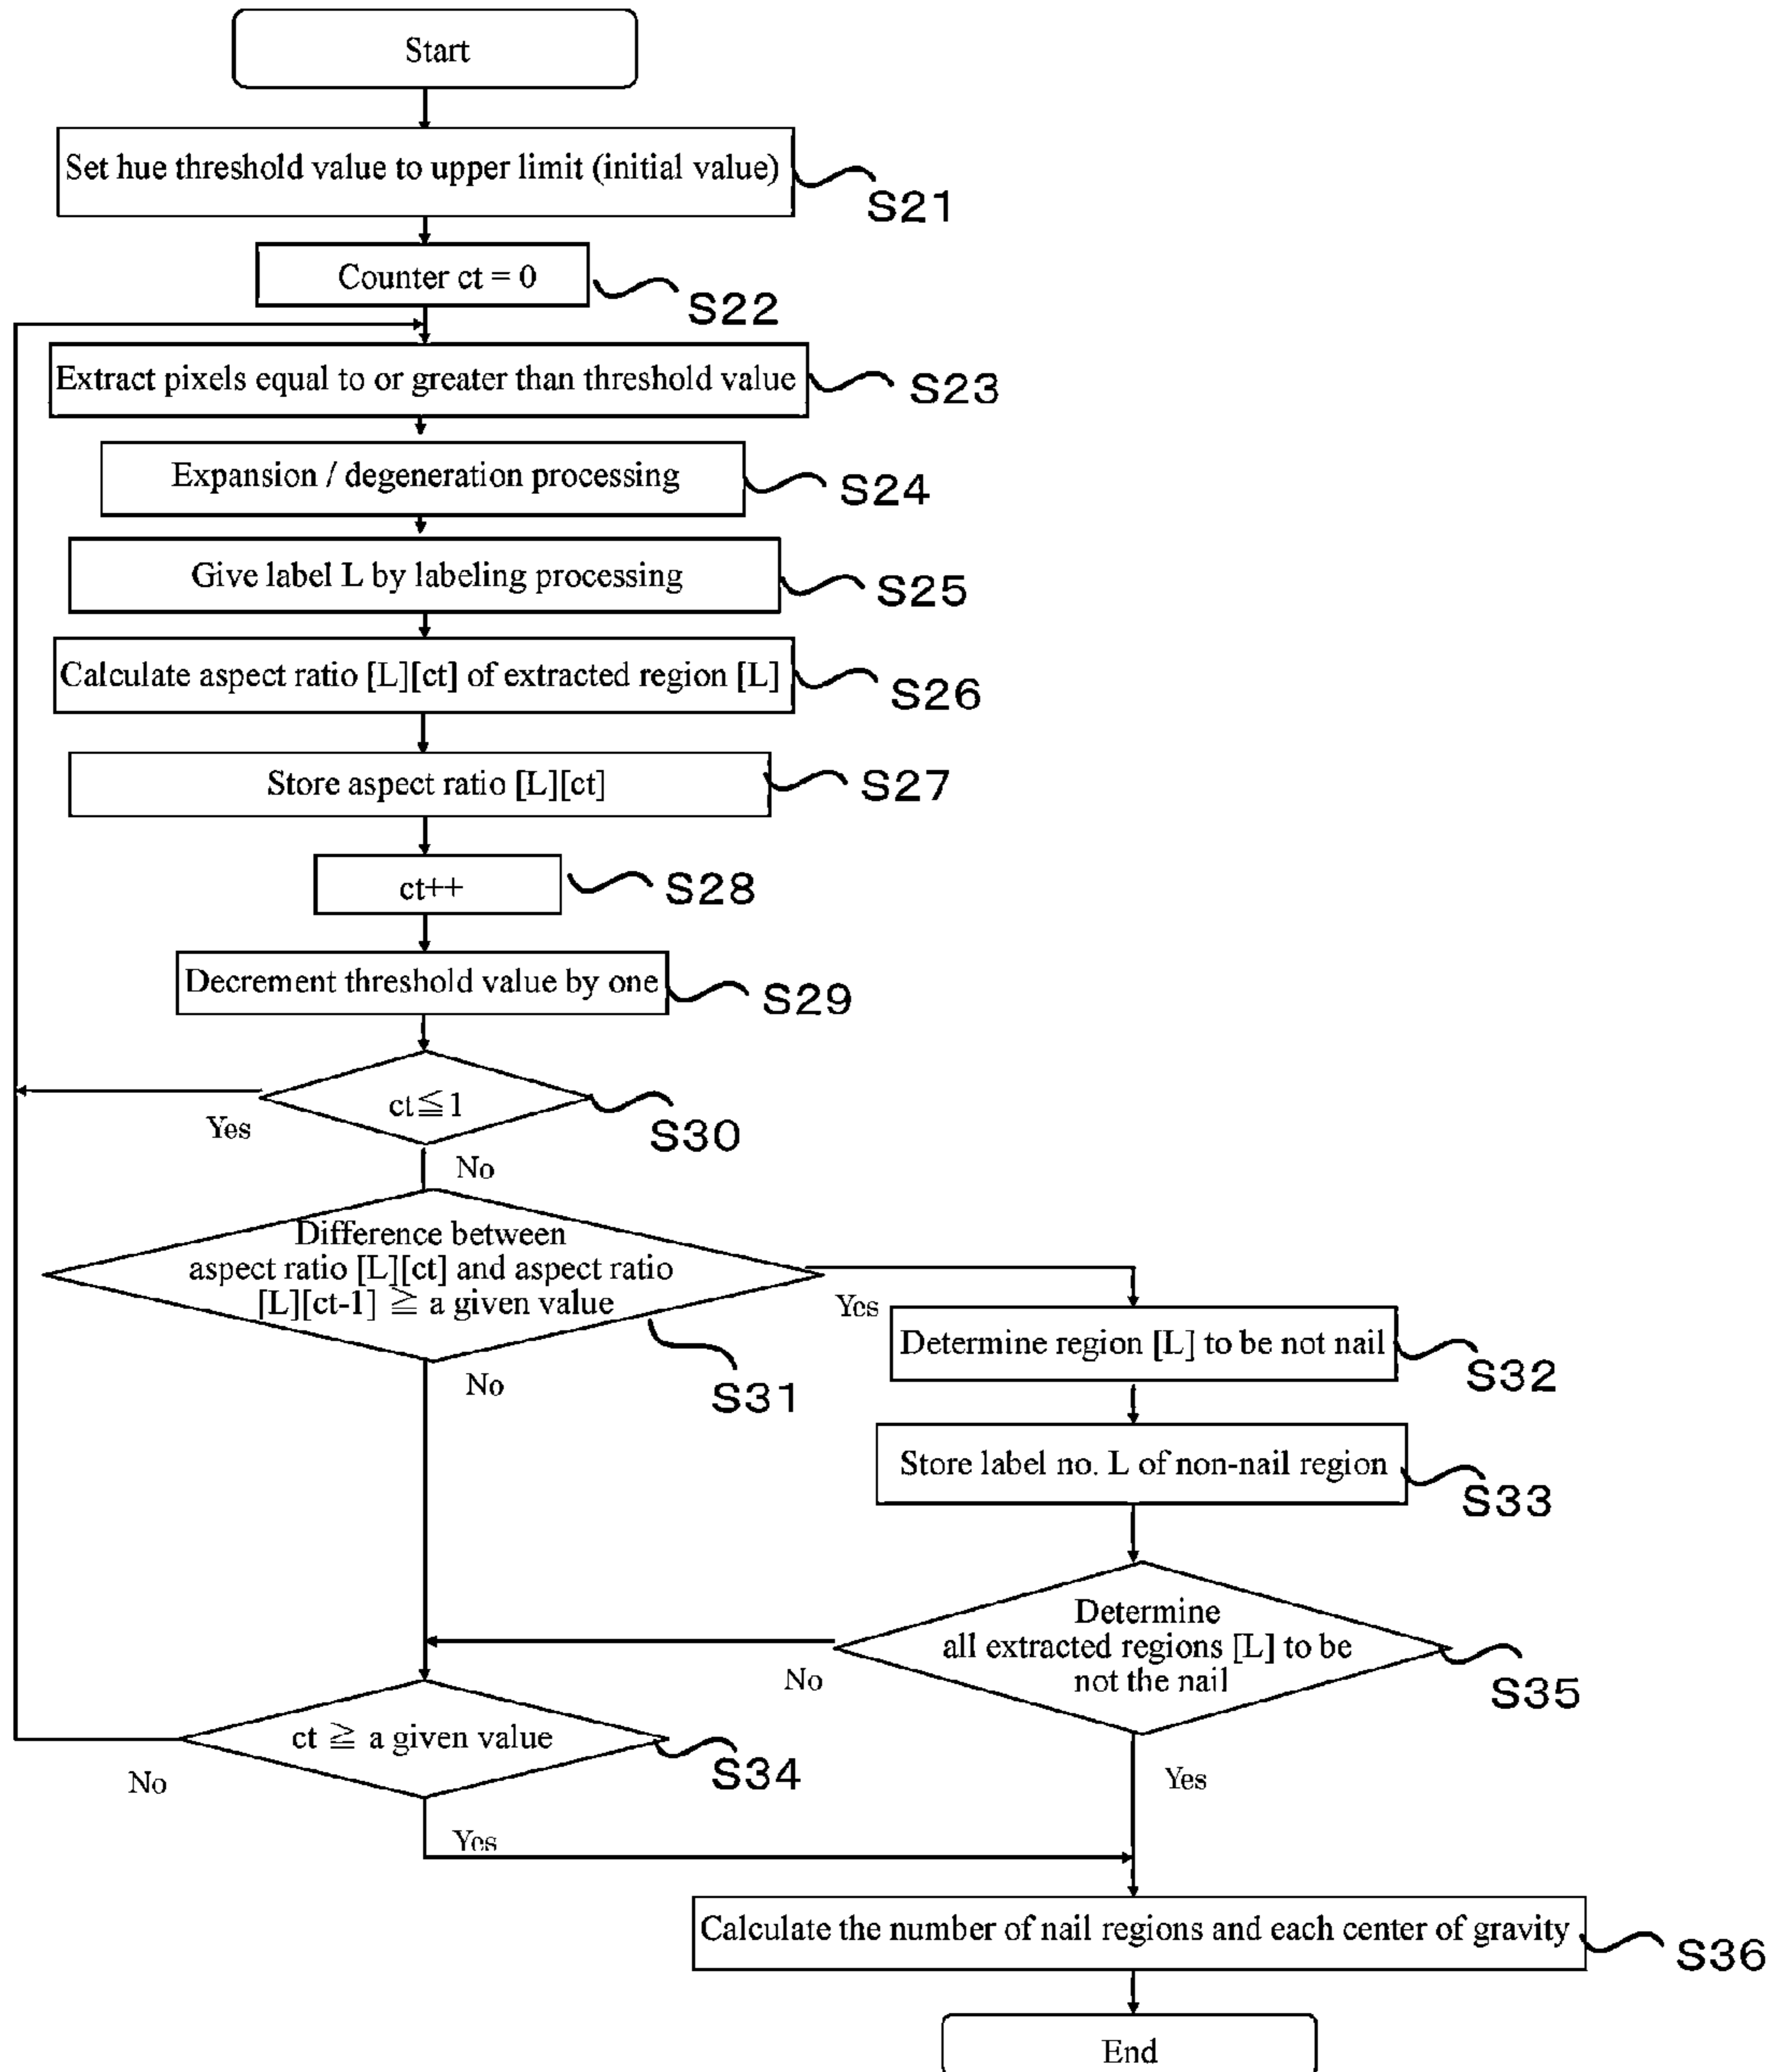 Start
Set hue threshold value to upper limit (initial value)
S21
Counter ct = 0
S22
Extract pixels equal to or greater than threshold value
S23
Expansion / degeneration processing
S24
Give label L by labeling processing
S25
Calculate aspect ratio [L][ct] of extracted region [L]
S26
Store aspect ratio [L][ct]
S27
ct++
S28
Decrement threshold value by one
S29
ct≦1
S30
Yes
No
Difference between
aspect ratio [L][ct] and aspect ratio
[L][ct-1] ≧ a given value
S31
Yes
No
Determine region [L] to be not nail
S32
Store label no. L of non-nail region
S33
Determine
all extracted regions [L] to be
not the nail
S35
No
Yes
ct ≧ a given value
S34
No
Yes
Calculate the number of nail regions and each center of gravity
S36
End